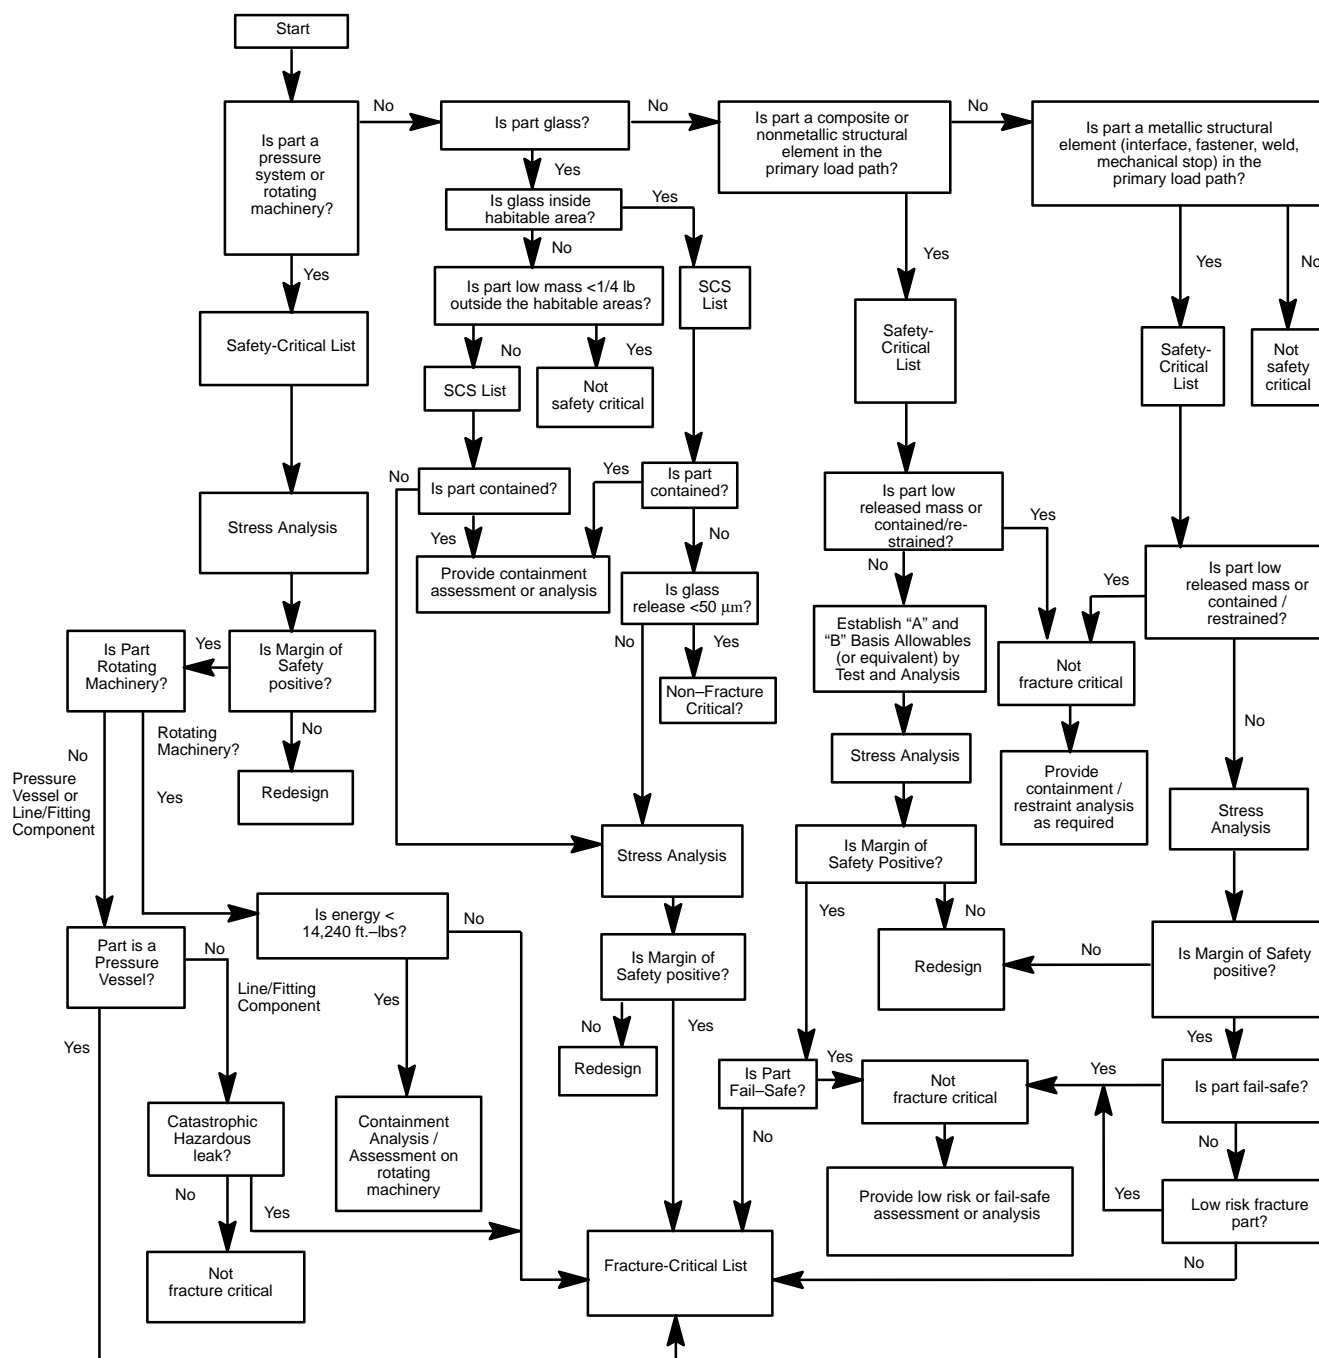 Start
No
No
No
Is part a
pressure
system or
rotating
machinery?
Is part glass?
Is part a composite or
nonmetallic structural
element in the
primary load path?
Is part a metallic structural
element (interface, fastener, weld,
mechanical stop) in the
primary load path?
Yes
Is glass inside
habitable area?
Yes
No
Yes
Yes
Yes
No
Is part low mass <1/4 lb
outside the habitable areas?
SCS
List
Safety-Critical List
Safety-
Critical
List
Safety-
Critical
List
Not
safety
critical
No
Yes
SCS List
Not
safety critical
No
Is part contained?
Yes
Is part
contained?
Is part low
released mass or
contained/re-
strained?
Yes
Stress Analysis
Yes
No
No
Provide containment
assessment or analysis
Is glass
release <50 μm?
Yes
Is part low
released mass or
contained /
restrained?
Establish “A” and
“B” Basis Allowables
(or equivalent) by
Test and Analysis
Is Part
Rotating
Machinery?
Yes
Is Margin of
Safety
positive?
No
Yes
Not
fracture critical
Non–Fracture
Critical?
No
Rotating
Machinery?
No
No
Pressure
Vessel or
Line/Fitting
Component
Yes
Redesign
Stress Analysis
Provide
containment /
restraint analysis
as required
Stress
Analysis
Stress Analysis
Is Margin of
Safety Positive?
Is energy <
14,240 ft.–lbs?
No
Yes
No
Part is a
Pressure
Vessel?
No
Is Margin of
Safety positive?
Redesign
No
Is Margin of Safety
positive?
Line/Fitting
Component
Yes
Yes
No
Yes
Yes
Redesign
Is Part
Fail–Safe?
Yes
Not
fracture critical
Yes
Is part fail-safe?
Catastrophic
Hazardous
leak?
Containment
Analysis /
Assessment on
rotating
machinery
No
No
No
Yes
Provide low risk or fail-safe
assessment or analysis
Yes
Low risk fracture
part?
Not
fracture critical
Fracture-Critical List
No